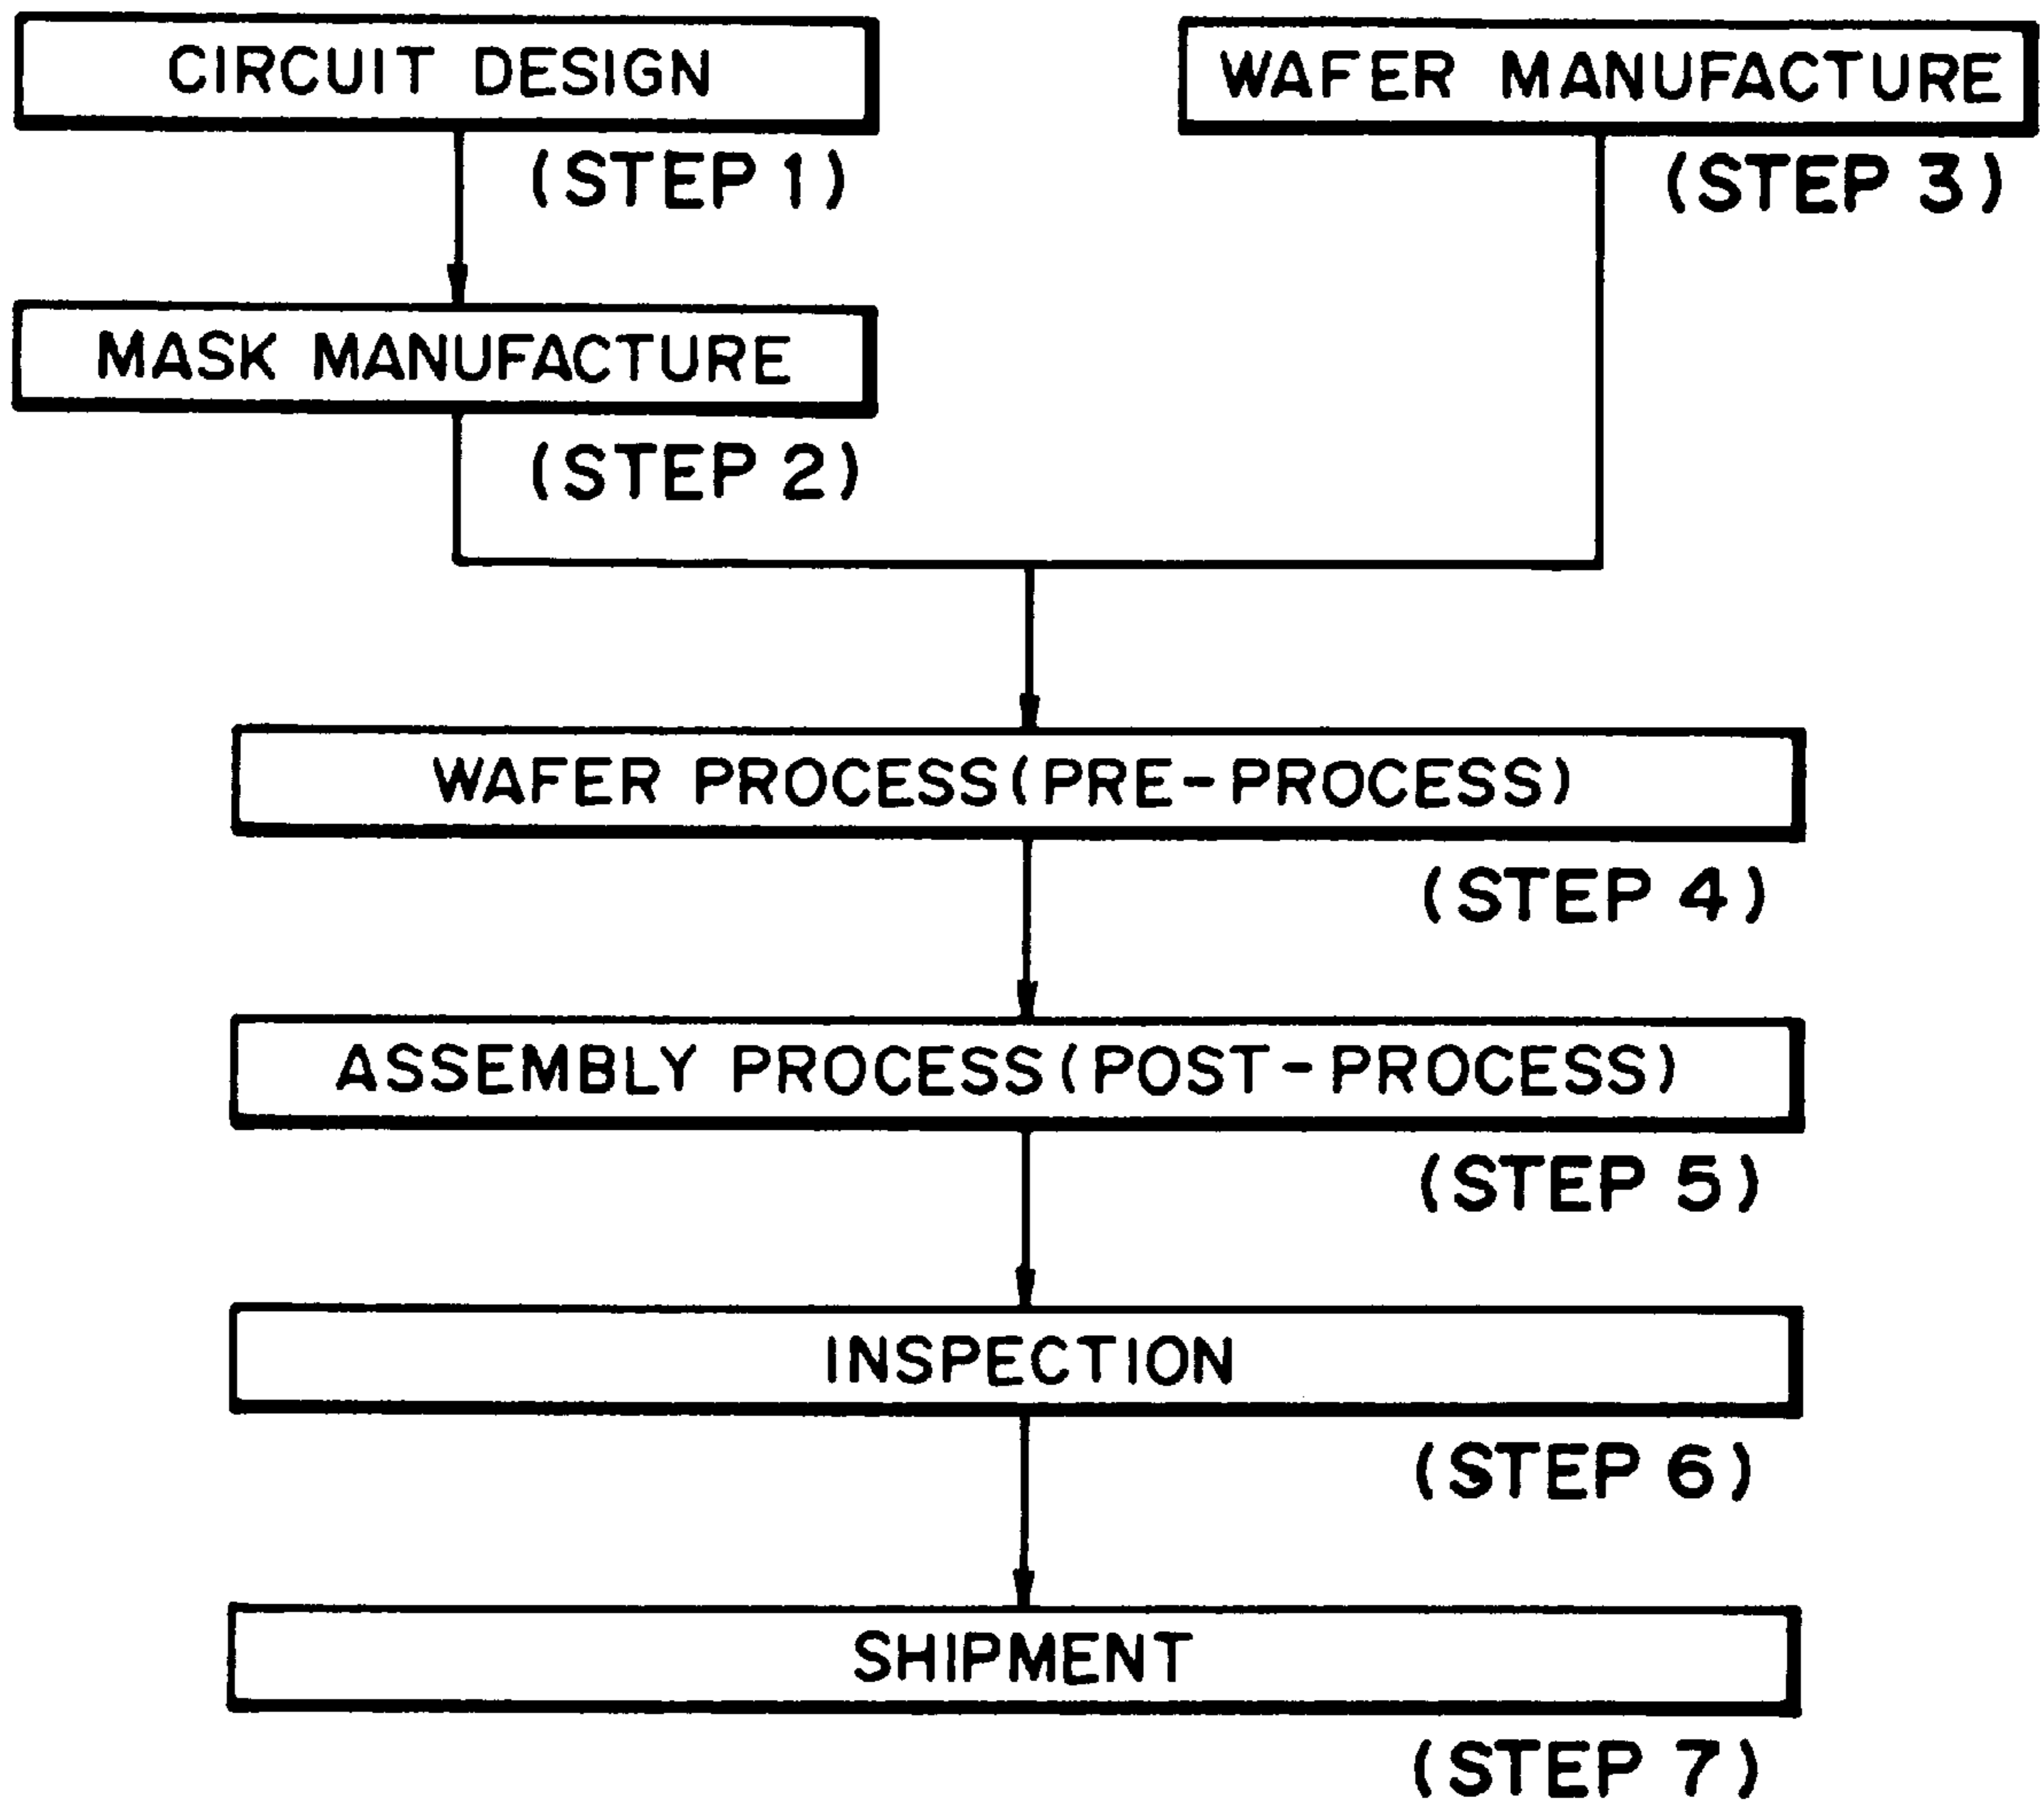 CIRCUIT DESIGN
(STEP 1)
WAFER MANUFACTURE
(STEP 3)
MASK MANUFACTURE
(STEP 2)
WAFER PROCESS(PRE-PROCESS)
(STEP 4)
ASSEMBLY PROCESS(POST-PROCESS)
(STEP 5)
INSPECTION
(STEP 6)
SHIPMENT
(STEP 7)